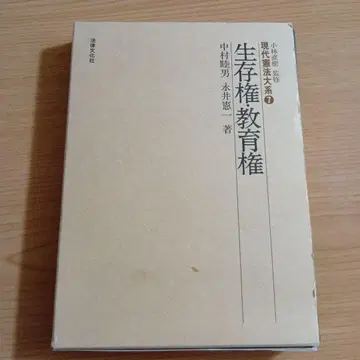 小林直樹 監修
現代憲法大系 7
生存権・教育権
中村睦男 永井憲一 著
法律文化社